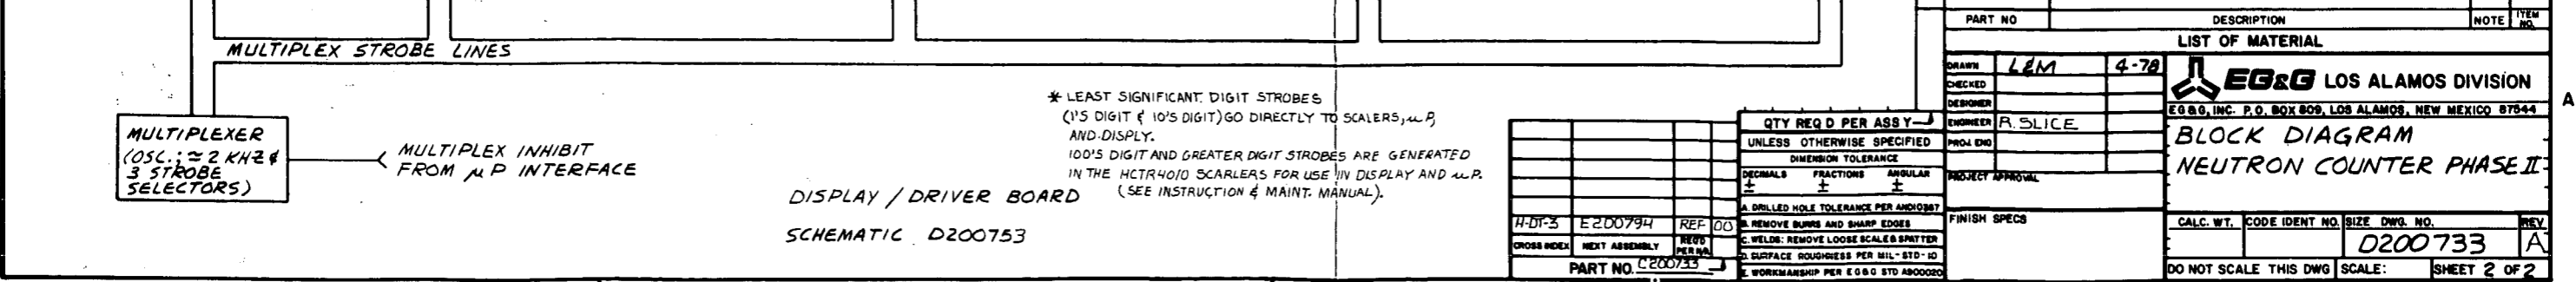 MULTIPLEX STROBE LINES
MULTIPLEXER
(OSC.; ≈ 2 KHZ &
3 STROBE
SELECTORS)
MULTIPLEX INHIBIT
FROM µP INTERFACE
DISPLAY / DRIVER BOARD
SCHEMATIC D200753
* LEAST SIGNIFICANT DIGIT STROBES
(1'S DIGIT & 10'S DIGIT) GO DIRECTLY TO SCALERS, µP,
AND DISPLY.
100'S DIGIT AND GREATER DIGIT STROBES ARE GENERATED
IN THE HCTR4010 SCARLERS FOR USE IN DISPLAY AND µP.
(SEE INSTRUCTION & MAINT. MANUAL).
H-DT-3 E200794 REF 00
CROSS INDEX NEXT ASSEMBLY REQ'D PER N/A
PART NO. C200733
QTY REQ D PER ASS Y
UNLESS OTHERWISE SPECIFIED
DIMENSION TOLERANCE
DECIMALS FRACTIONS ANGULAR
± ± ±
A. DRILLED HOLE TOLERANCE PER AND10387
B. REMOVE BURRS AND SHARP EDGES
C. WELDS: REMOVE LOOSE SCALE & SPATTER
D. SURFACE ROUGHNESS PER MIL-STD-10
E. WORKMANSHIP PER EG&G STD A900020
PART NO DESCRIPTION NOTE ITEM NO.
LIST OF MATERIAL
DRAWN L&M 4-78
CHECKED
DESIGNER
ENGINEER R. SLICE
PROJ. ENG
PROJECT APPROVAL
FINISH SPECS
EG&G LOS ALAMOS DIVISION
EG&G, INC. P.O. BOX 809, LOS ALAMOS, NEW MEXICO 87544
BLOCK DIAGRAM
NEUTRON COUNTER PHASE II
CALC. WT. CODE IDENT NO. SIZE DWG. NO. REV
D200733 A
DO NOT SCALE THIS DWG SCALE: SHEET 2 OF 2
A